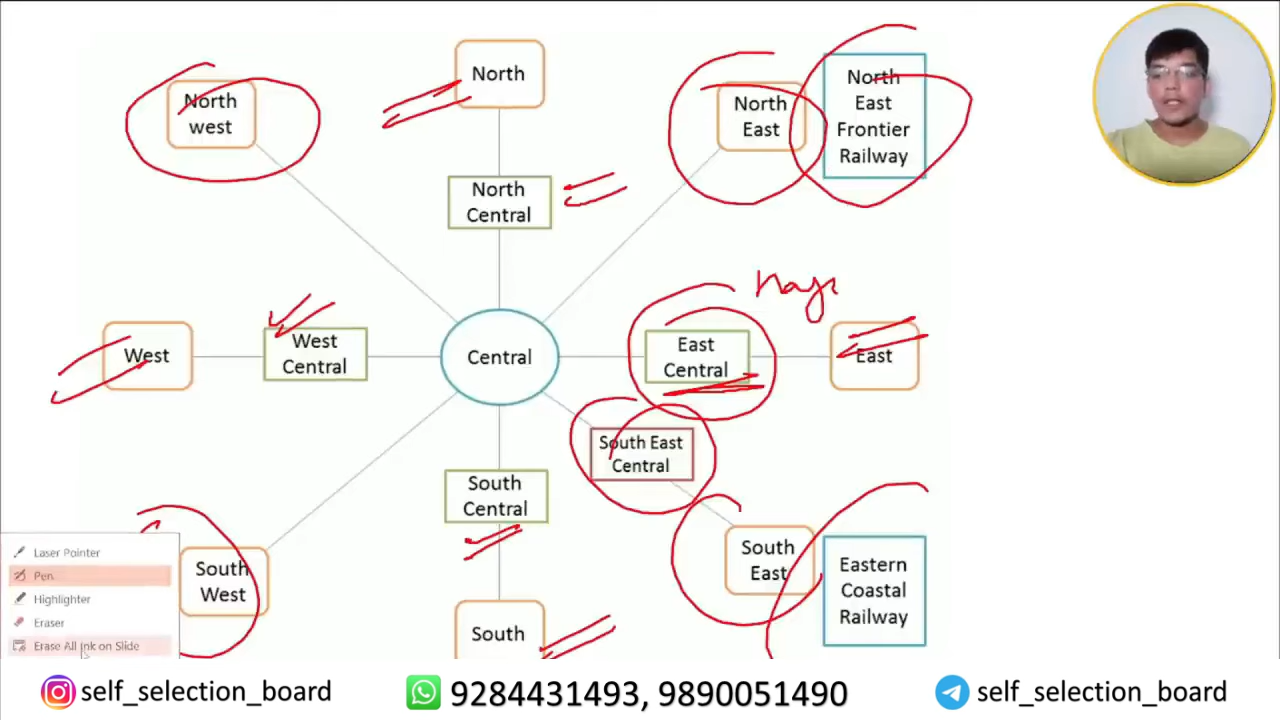 North
North
west
North
East
North
East
Frontier
Railway
North
Central
West
West
Central
Central
East
Central
East
South East
Central
South
Central
South
West
South
East
Eastern
Coastal
Railway
South
Laser Pointer
Pen
Highlighter
Eraser
Erase All Ink on Slide
self_selection_board
9284431493, 9890051490
self_selection_board